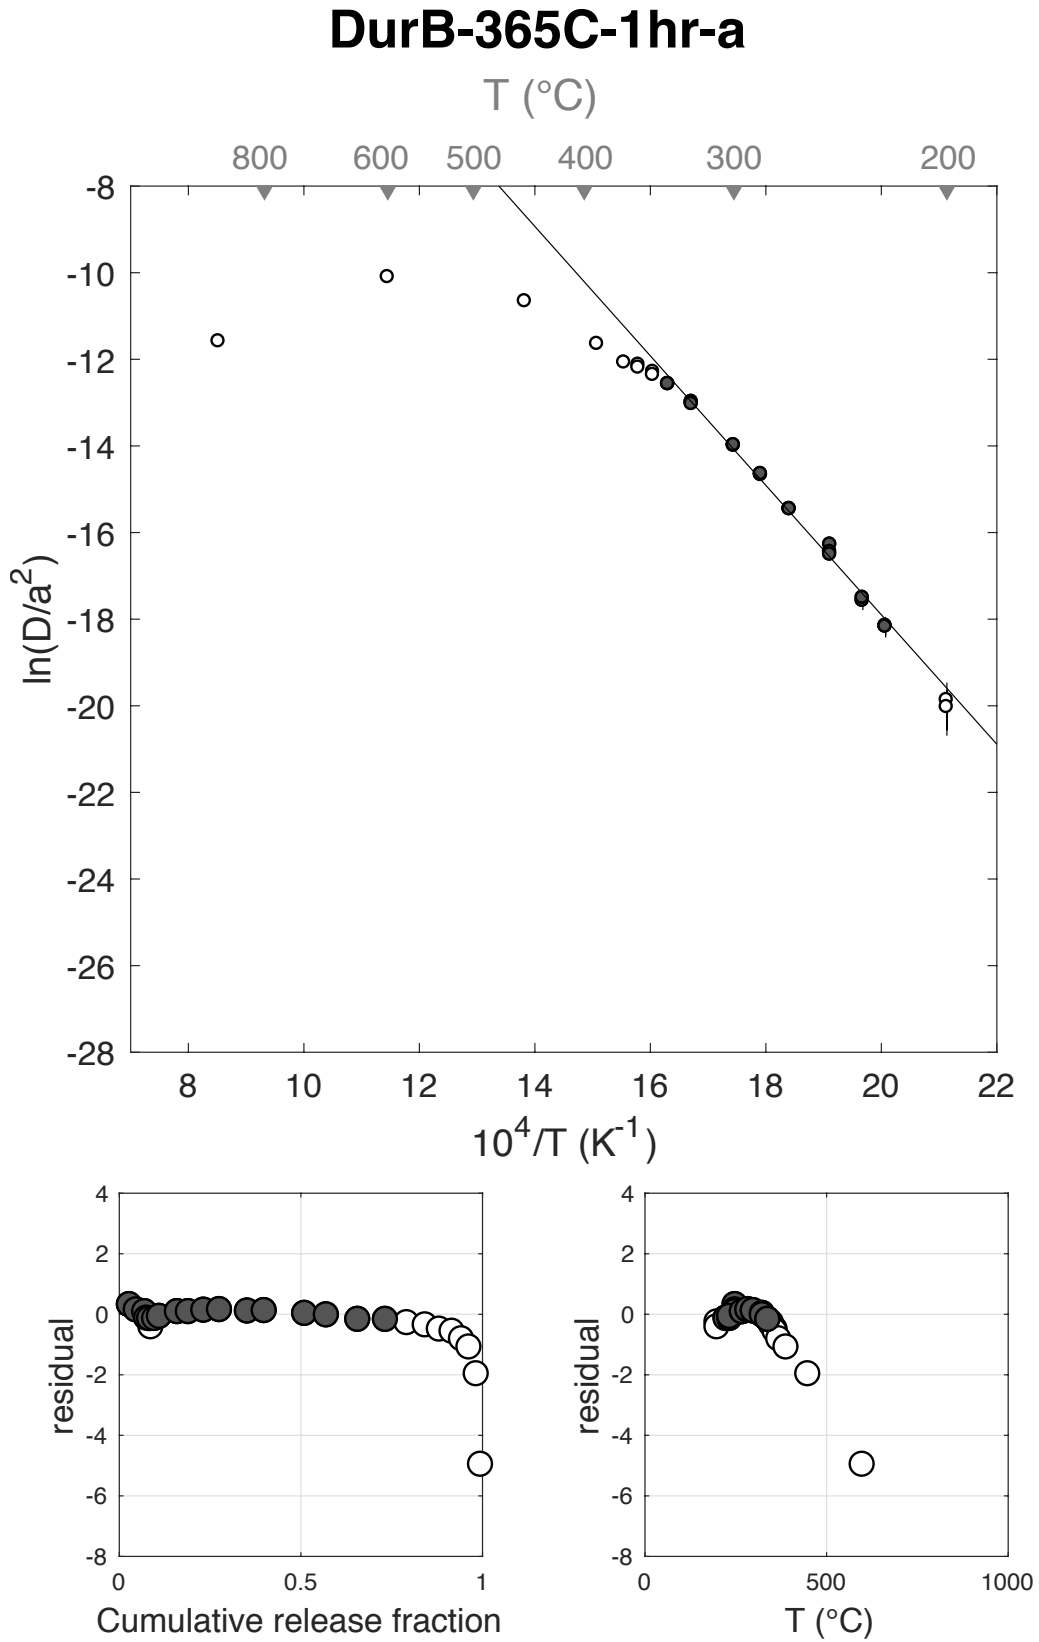 DurB-365C-1hr-a
T (°C)
800 600 500 400 300 200
-8
-10
-12
-14
-16
-18
-20
-22
-24
-26
-28
ln(D/a²)
8 10 12 14 16 18 20 22
10⁴/T (K⁻¹)
4
2
0
-2
-4
-6
-8
residual
0 0.5 1
Cumulative release fraction
4
2
0
-2
-4
-6
-8
residual
0 500 1000
T (°C)